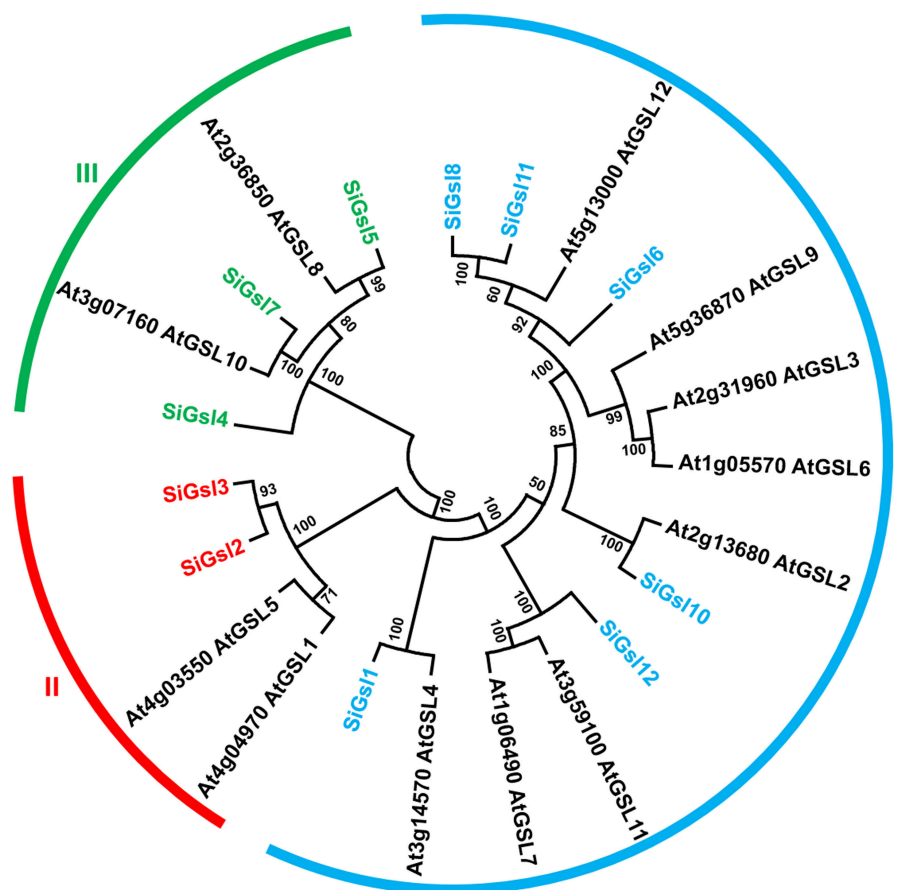 III
At2g36850 AtGSL8
SiGsl5
SiGsl7
At3g07160 AtGSL10
SiGsl4
99
80
100
100
SiGsl8
SiGsl11
At5g13000 AtGSL12
SiGsl6
At5g36870 AtGSL9
At2g31960 AtGSL3
At1g05570 AtGSL6
100
60
92
100
99
100
85
At2g13680 AtGSL2
SiGsl10
100
50
SiGsl12
At3g59100 AtGSL11
At1g06490 AtGSL7
100
100
100
100
At3g14570 AtGSL4
SiGsl1
100
II
SiGsl3
SiGsl2
At4g03550 AtGSL5
At4g04970 AtGSL1
93
100
71